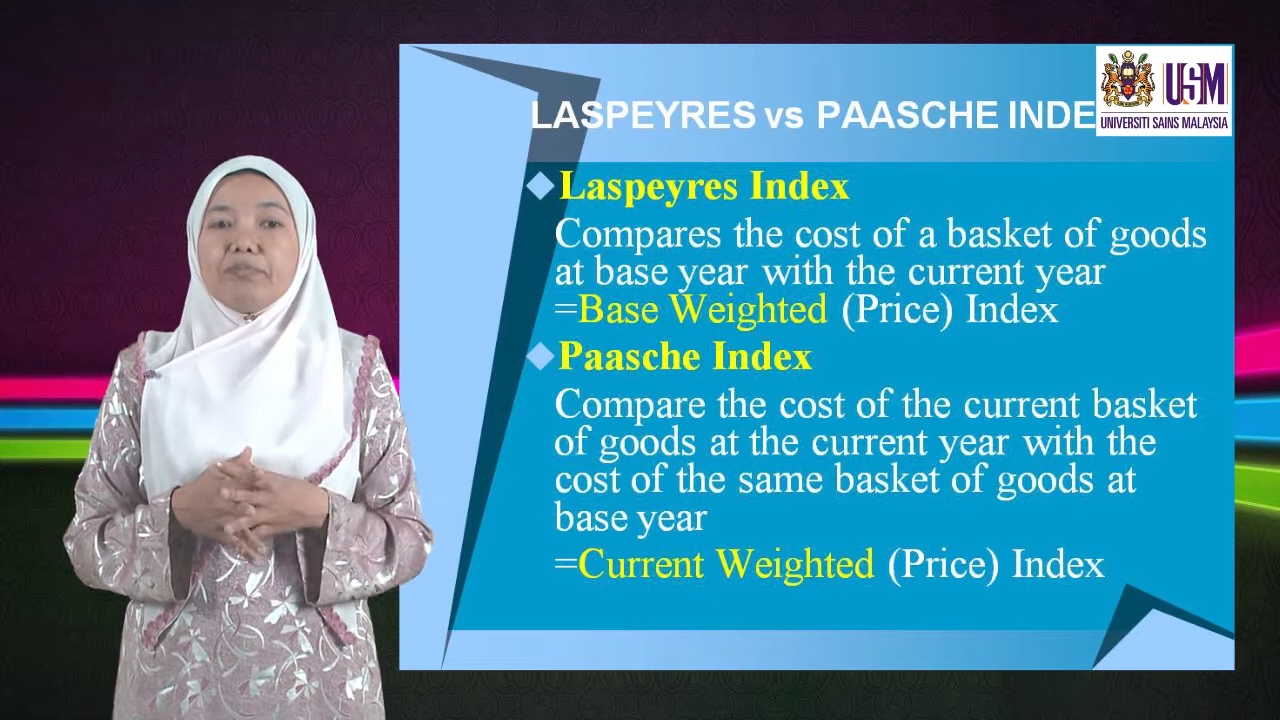 USM
UNIVERSITI SAINS MALAYSIA
LASPEYRES vs PAASCHE INDE
Laspeyres Index
Compares the cost of a basket of goods
at base year with the current year
=Base Weighted (Price) Index
Paasche Index
Compare the cost of the current basket
of goods at the current year with the
cost of the same basket of goods at
base year
=Current Weighted (Price) Index